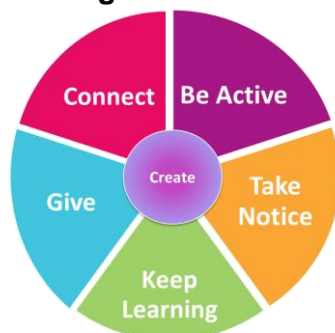 Connect
Be Active
Create
Give
Take
Notice
Keep
Learning